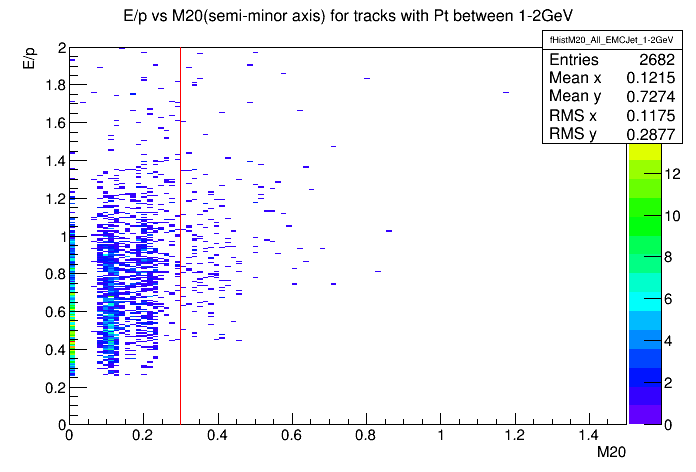 E/p vs M20(semi-minor axis) for tracks with Pt between 1-2GeV
fHistM20_All_EMCJet_1-2GeV
Entries 2682
Mean x 0.1215
Mean y 0.7274
RMS x 0.1175
RMS y 0.2877
E/p
2
1.8
1.6
1.4
1.2
1
0.8
0.6
0.4
0.2
0
12
10
8
6
4
2
0
0 0.2 0.4 0.6 0.8 1 1.2 1.4
M20